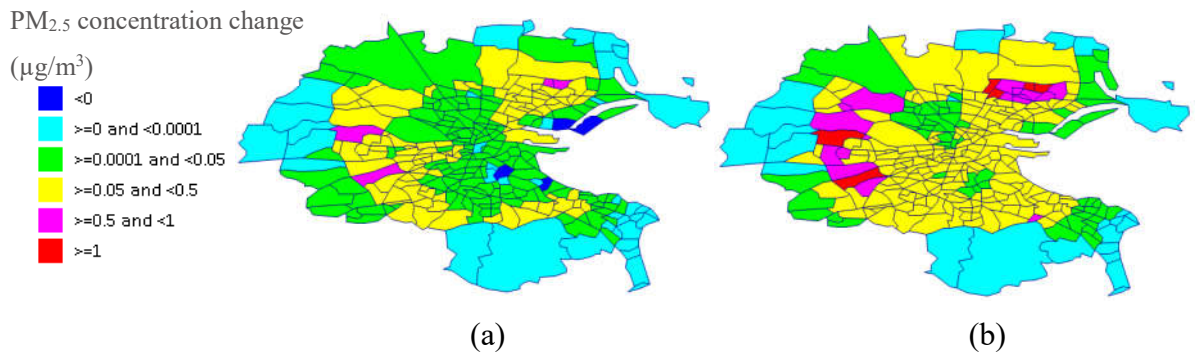 PM2.5 concentration change
(µg/m³)
<0
>=0 and <0.0001
>=0.0001 and <0.05
>=0.05 and <0.5
>=0.5 and <1
>=1
(a)
(b)